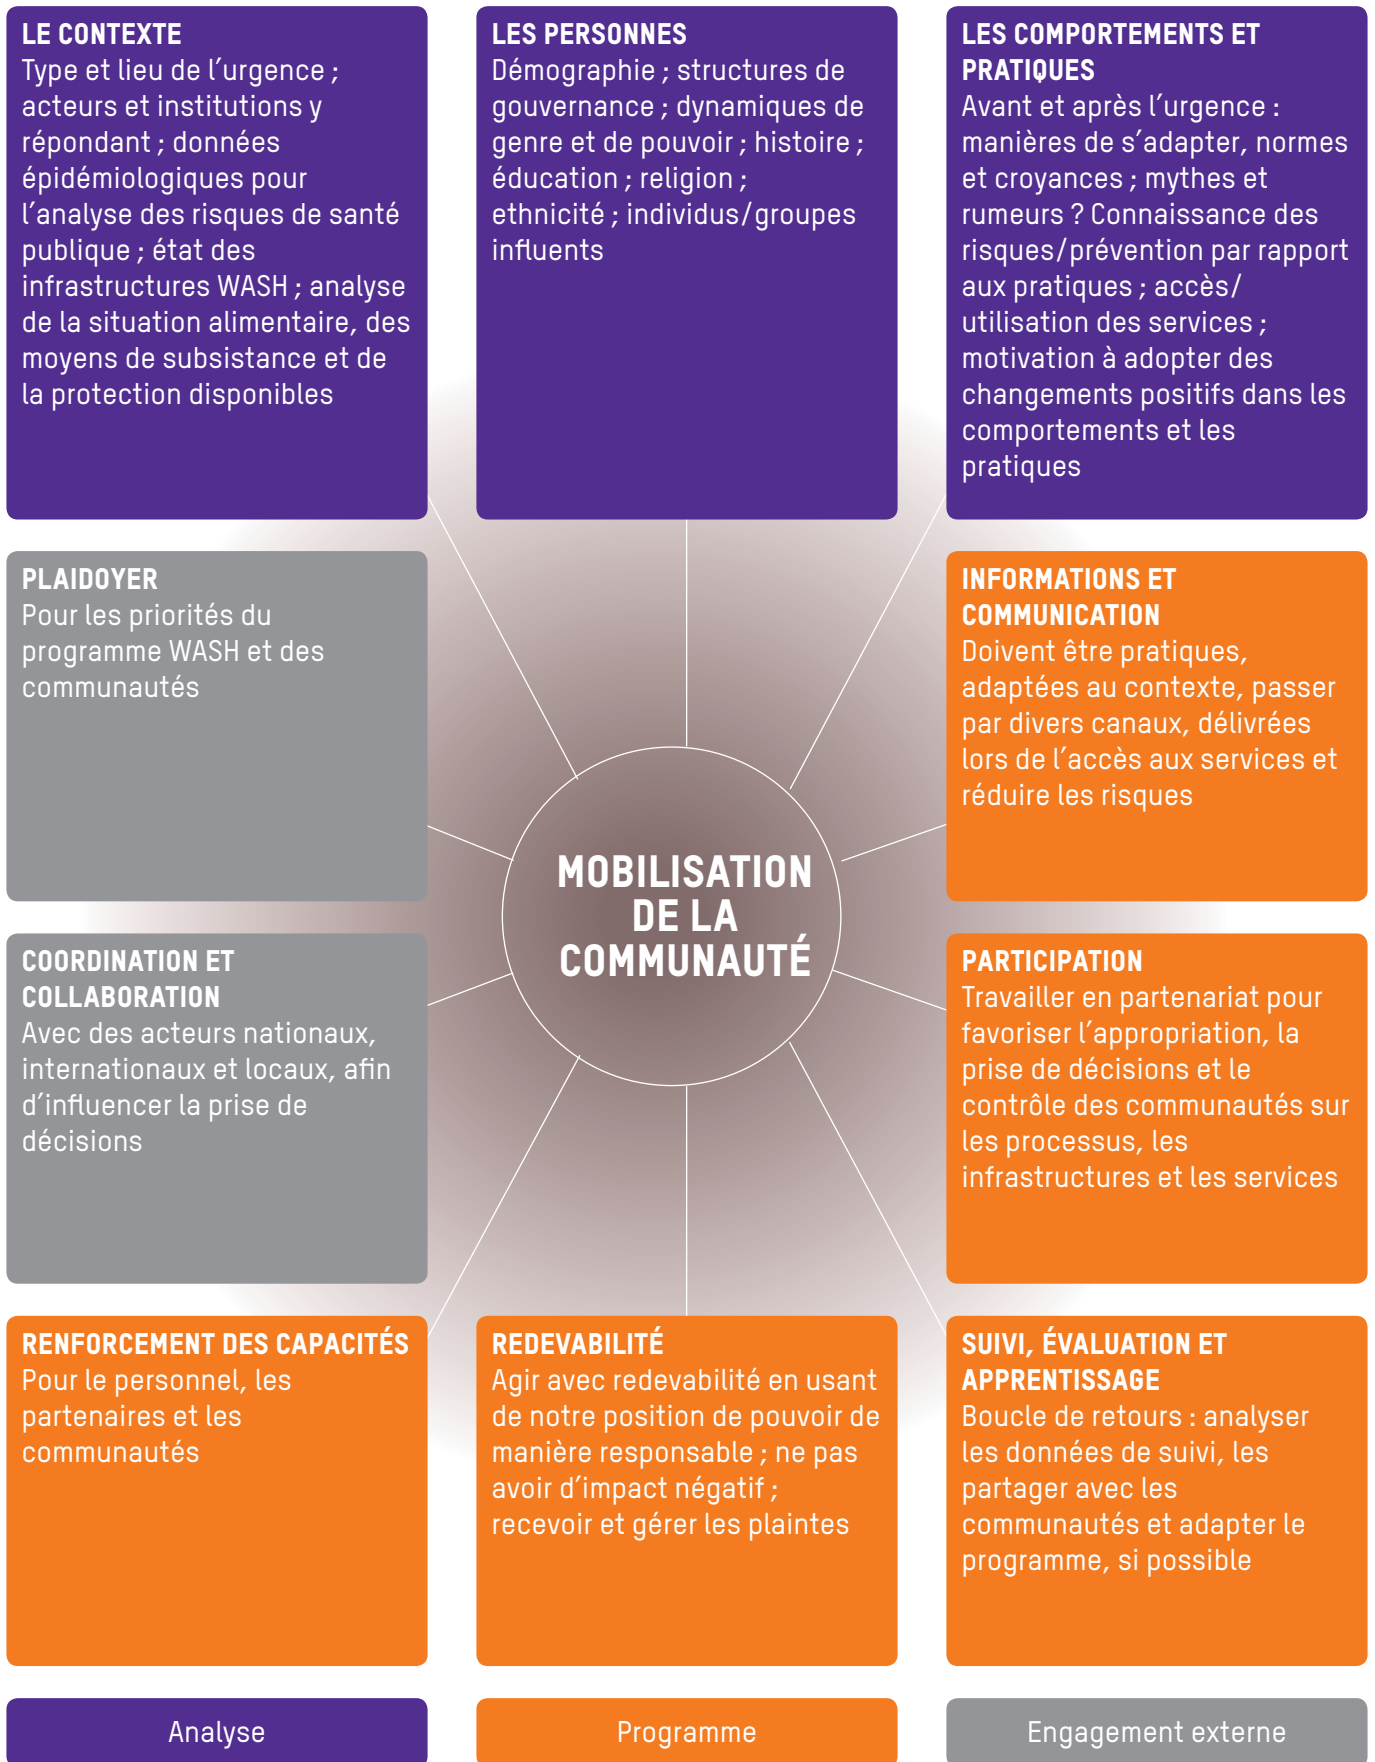 LE CONTEXTE
Type et lieu de l’urgence ;
acteurs et institutions y
répondant ; données
épidémiologiques pour
l’analyse des risques de santé
publique ; état des
infrastructures WASH ; analyse
de la situation alimentaire, des
moyens de subsistance et de
la protection disponibles
LES PERSONNES
Démographie ; structures de
gouvernance ; dynamiques de
genre et de pouvoir ; histoire ;
éducation ; religion ;
ethnicité ; individus/groupes
influents
LES COMPORTEMENTS ET
PRATIQUES
Avant et après l’urgence :
manières de s’adapter, normes
et croyances ; mythes et
rumeurs ? Connaissance des
risques/prévention par rapport
aux pratiques ; accès/
utilisation des services ;
motivation à adopter des
changements positifs dans les
comportements et les
pratiques
PLAIDOYER
Pour les priorités du
programme WASH et des
communautés
INFORMATIONS ET
COMMUNICATION
Doivent être pratiques,
adaptées au contexte, passer
par divers canaux, délivrées
lors de l’accès aux services et
réduire les risques
MOBILISATION
DE LA
COMMUNAUTÉ
COORDINATION ET
COLLABORATION
Avec des acteurs nationaux,
internationaux et locaux, afin
d’influencer la prise de
décisions
PARTICIPATION
Travailler en partenariat pour
favoriser l’appropriation, la
prise de décisions et le
contrôle des communautés sur
les processus, les
infrastructures et les services
RENFORCEMENT DES CAPACITÉS
Pour le personnel, les
partenaires et les
communautés
REDEVABILITÉ
Agir avec redevabilité en usant
de notre position de pouvoir de
manière responsable ; ne pas
avoir d’impact négatif ;
recevoir et gérer les plaintes
SUIVI, ÉVALUATION ET
APPRENTISSAGE
Boucle de retours : analyser
les données de suivi, les
partager avec les
communautés et adapter le
programme, si possible
Analyse
Programme
Engagement externe